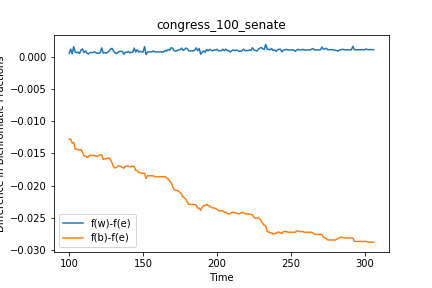 congress_100_senate
0.000
−0.005
−0.010
−0.015
−0.020
−0.025
−0.030
Difference in Dichromatic Fractions
f(w)-f(e)
f(b)-f(e)
100
150
200
250
300
Time